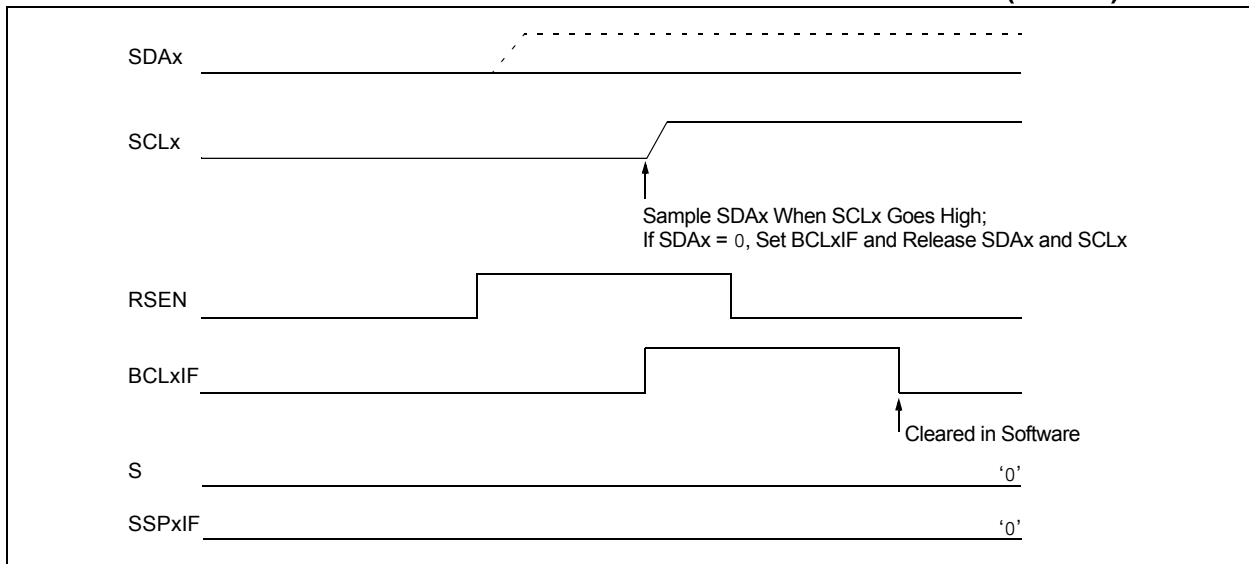 SDAx
SCLx
Sample SDAx When SCLx Goes High;
If SDAx = 0, Set BCLxIF and Release SDAx and SCLx
RSEN
BCLxIF
Cleared in Software
S
‘0’
SSPxIF
‘0’